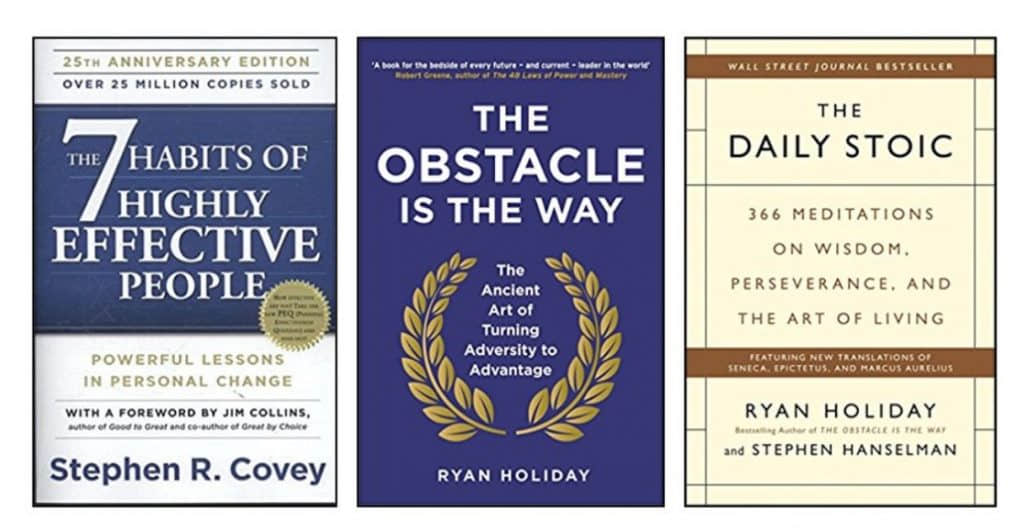 25TH ANNIVERSARY EDITION
OVER 25 MILLION COPIES SOLD
THE 7 HABITS OF
HIGHLY
EFFECTIVE
PEOPLE
POWERFUL LESSONS
IN PERSONAL CHANGE
WITH A FOREWORD BY JIM COLLINS,
author of Good to Great and co-author of Great by Choice
Stephen R. Covey
'A book for the bedside of every future – and current – leader in the world'
Robert Greene, author of The 48 Laws of Power and Mastery
THE
OBSTACLE
IS THE WAY
The
Ancient
Art of
Turning
Adversity to
Advantage
RYAN HOLIDAY
WALL STREET JOURNAL BESTSELLER
THE
DAILY STOIC
366 MEDITATIONS
ON WISDOM,
PERSEVERANCE, AND
THE ART OF LIVING
FEATURING NEW TRANSLATIONS OF
SENECA, EPICTETUS, AND MARCUS AURELIUS
RYAN HOLIDAY
Bestselling Author of THE OBSTACLE IS THE WAY
and STEPHEN HANSELMAN